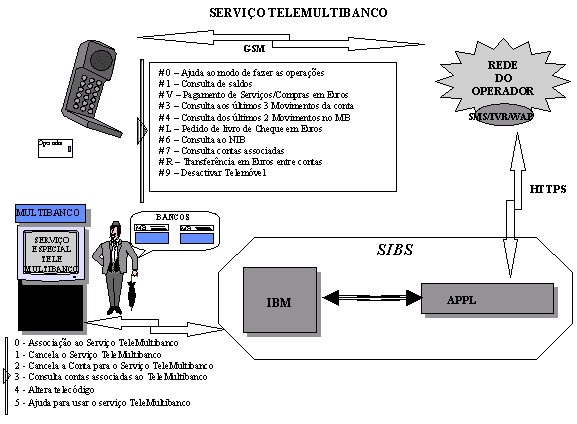 SERVIÇO TELEMULTIBANCO
GSM
#0 – Ajuda ao modo de fazer as operações
#1 – Consulta de saldos
#V – Pagamento de Serviços/Compras em Euros
#3 – Consulta aos últimos 3 Movimentos da conta
#4 – Consulta dos últimos 2 Movimentos no MB
#L – Pedido de livro de Cheque em Euros
#6 – Consulta ao NIB
#7 – Consulta contas associadas
#R – Transferência em Euros entre contas
#9 – Desactivar Telemóvel
REDE
DO
OPERADOR
SMS/IVR/WAP
HTTPS
MULTIBANCO
SERVIÇO
ESPECIAL
TELE
MULTIBANCO
BANCOS
MB
MB
SIBS
IBM
APPL
0 - Associação ao Serviço TeleMultibanco
1 - Cancela o Serviço TeleMultibanco
2 - Cancela a Conta para o Serviço TeleMultibanco
3 - Consulta contas associadas ao TeleMultibanco
4 - Altera telecódigo
5 - Ajuda para usar o serviço TeleMultibanco